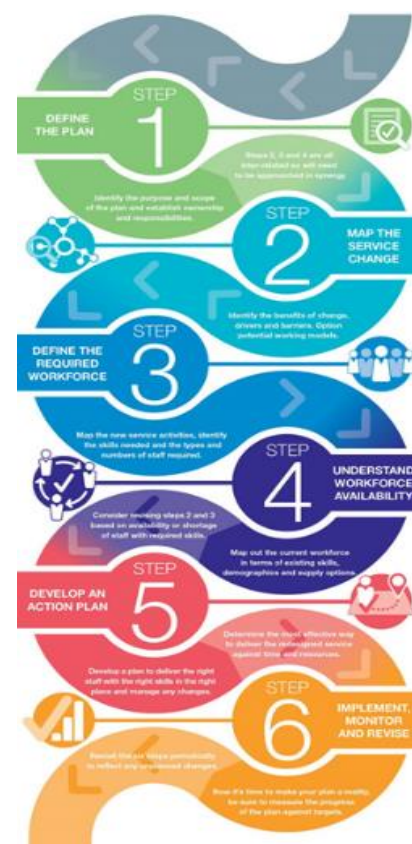 STEP
1
DEFINE
THE PLAN
Steps 2, 3 and 4 are all
inter-related so will need
to be approached in synergy.
Identify the purpose and scope
of the plan and establish ownership
and responsibilities.
STEP
2
MAP THE
SERVICE
CHANGE
Identify the benefits of change,
drivers and barriers. Option
potential working models.
STEP
3
DEFINE THE
REQUIRED
WORKFORCE
Map the new service activities, identify
the skills needed and the types and
numbers of staff required.
STEP
4
UNDERSTAND
WORKFORCE
AVAILABILITY
Consider revising steps 2 and 3
based on availability or shortage
of staff with required skills.
Map out the current workforce
in terms of existing skills,
demographics and supply options.
STEP
5
DEVELOP AN
ACTION PLAN
Determine the most effective way
to deliver the redesigned service
against time and resources.
Develop a plan to deliver the right
staff with the right skills in the right
place and manage any changes.
STEP
6
IMPLEMENT,
MONITOR
AND REVISE
Revisit the six steps periodically
to reflect any unplanned changes.
Now it's time to make your plan a reality,
be sure to measure the progress
of the plan against targets.